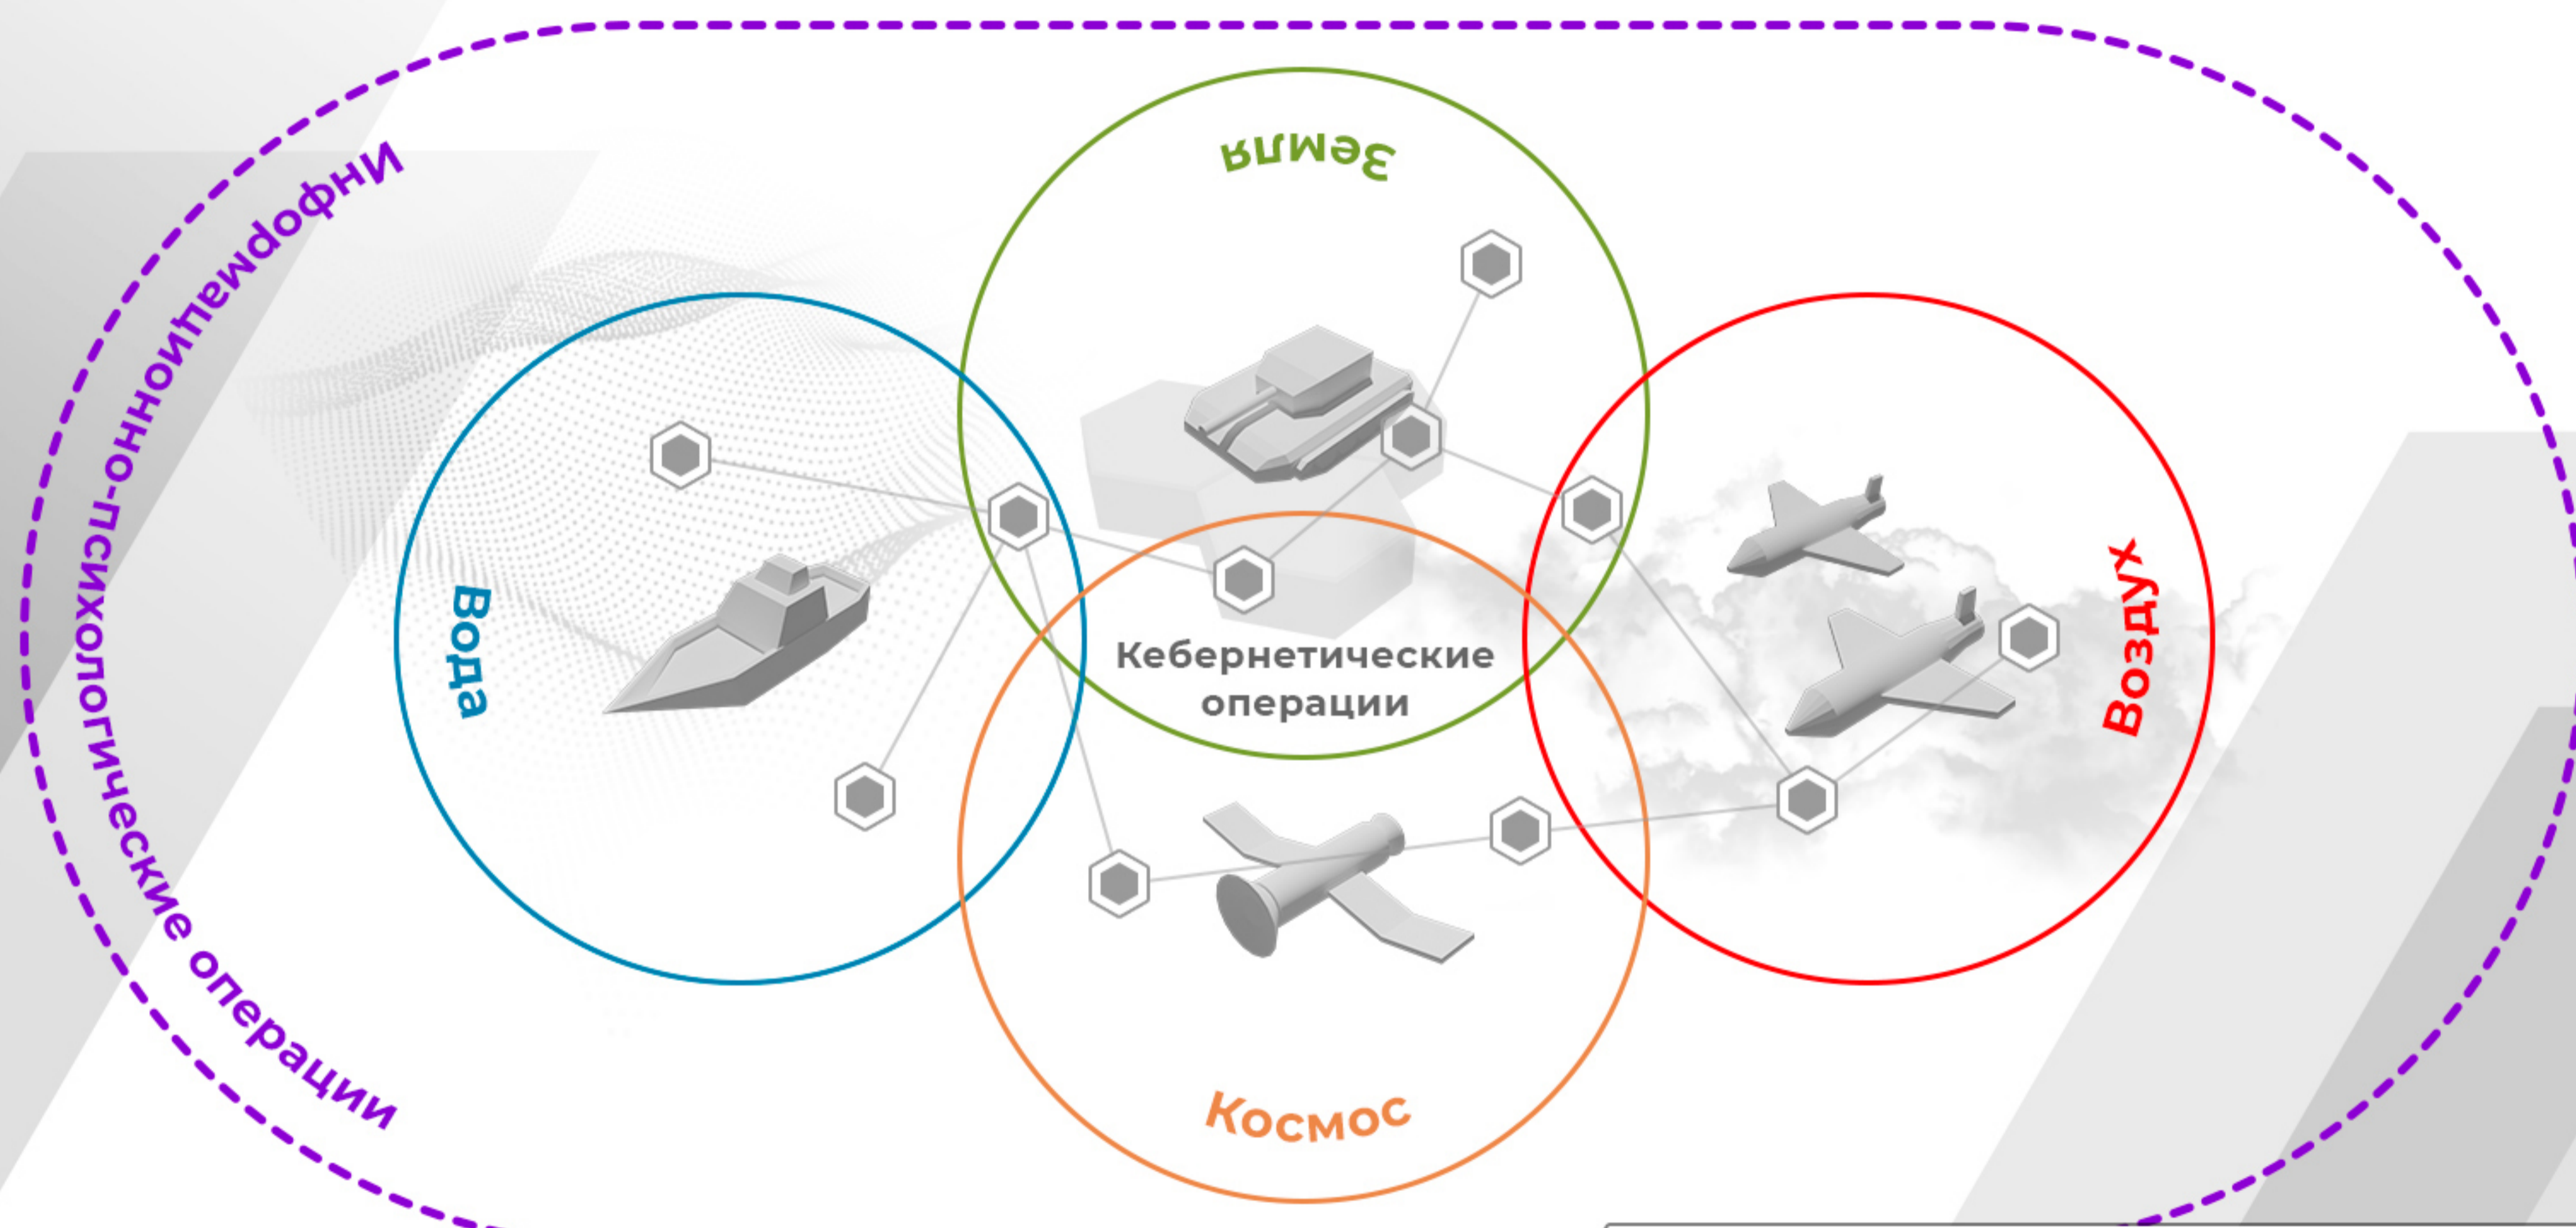 Информационно-психологические операции
Земля
Вода
Воздух
Кебернетические
операции
Космос